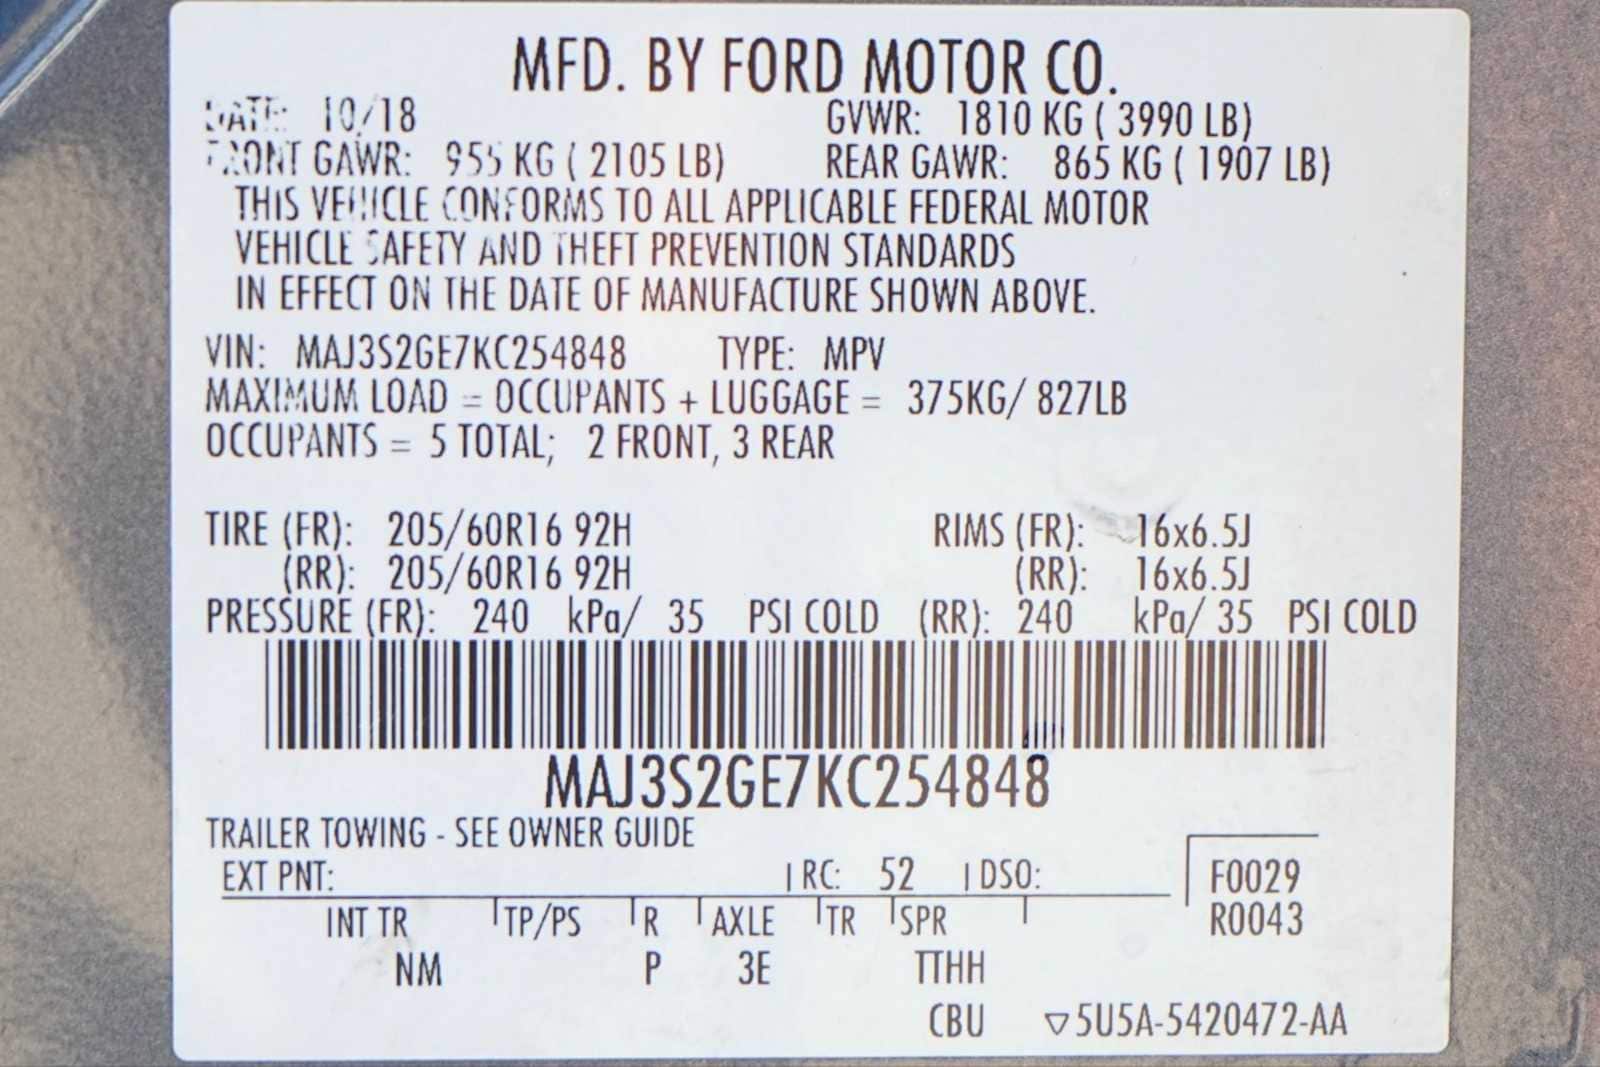 MFD. BY FORD MOTOR CO.
DATE: 10/18 GVWR: 1810 KG ( 3990 LB)
FRONT GAWR: 955 KG ( 2105 LB) REAR GAWR: 865 KG ( 1907 LB)
THIS VEHICLE CONFORMS TO ALL APPLICABLE FEDERAL MOTOR
VEHICLE SAFETY AND THEFT PREVENTION STANDARDS
IN EFFECT ON THE DATE OF MANUFACTURE SHOWN ABOVE.
VIN: MAJ3S2GE7KC254848 TYPE: MPV
MAXIMUM LOAD = OCCUPANTS + LUGGAGE = 375KG/ 827LB
OCCUPANTS = 5 TOTAL; 2 FRONT, 3 REAR
TIRE (FR): 205/60R16 92H RIMS (FR): 16x6.5J
(RR): 205/60R16 92H (RR): 16x6.5J
PRESSURE (FR): 240 kPa/ 35 PSI COLD (RR): 240 kPa/ 35 PSI COLD
MAJ3S2GE7KC254848
TRAILER TOWING - SEE OWNER GUIDE
EXT PNT: RC: 52 DSO: F0029
INT TR TP/PS R AXLE TR SPR R0043
NM P 3E TTHH
CBU ▽5U5A-5420472-AA